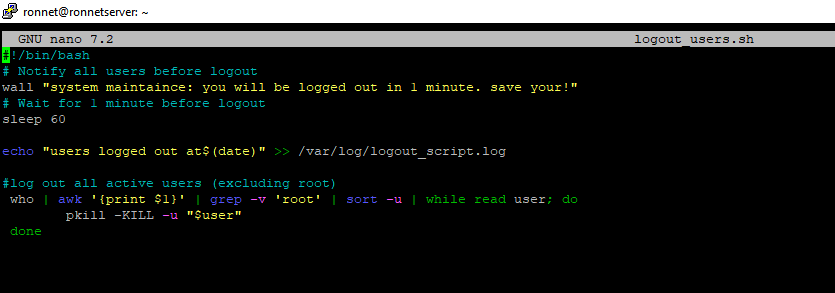 ronnet@ronnetserver: ~
GNU nano 7.2 logout_users.sh
#!/bin/bash
# Notify all users before logout
wall "system maintaince: you will be logged out in 1 minute. save your!"
# Wait for 1 minute before logout
sleep 60
echo "users logged out at$(date)" >> /var/log/logout_script.log
#log out all active users (excluding root)
who | awk '{print $1}' | grep -v 'root' | sort -u | while read user; do
pkill -KILL -u "$user"
done